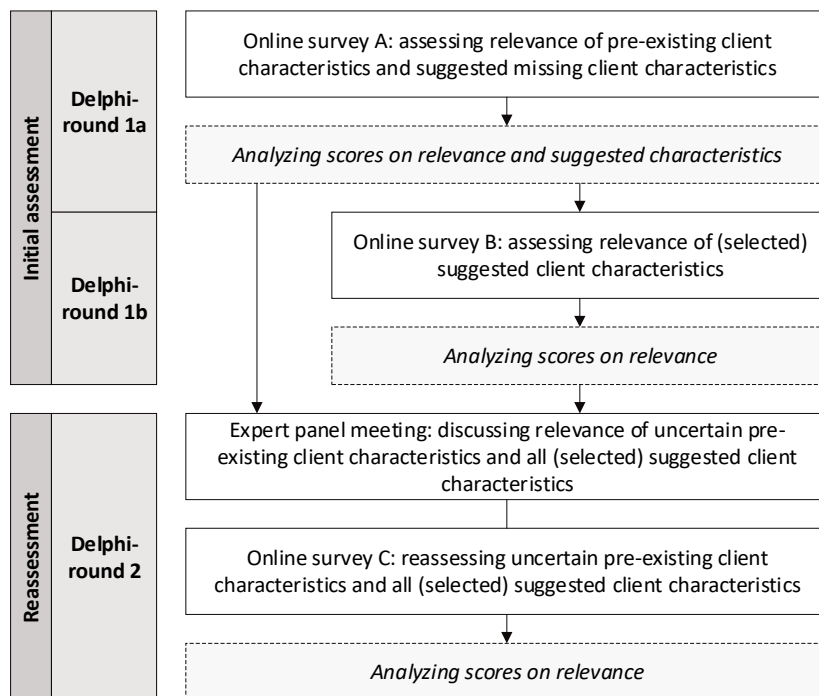 Initial assessment
Delphi-
round 1a
Online survey A: assessing relevance of pre-existing client
characteristics and suggested missing client characteristics
Analyzing scores on relevance and suggested characteristics
Delphi-
round 1b
Online survey B: assessing relevance of (selected)
suggested client characteristics
Analyzing scores on relevance
Reassessment
Delphi-
round 2
Expert panel meeting: discussing relevance of uncertain pre-
existing client characteristics and all (selected) suggested client
characteristics
Online survey C: reassessing uncertain pre-existing client
characteristics and all (selected) suggested client characteristics
Analyzing scores on relevance